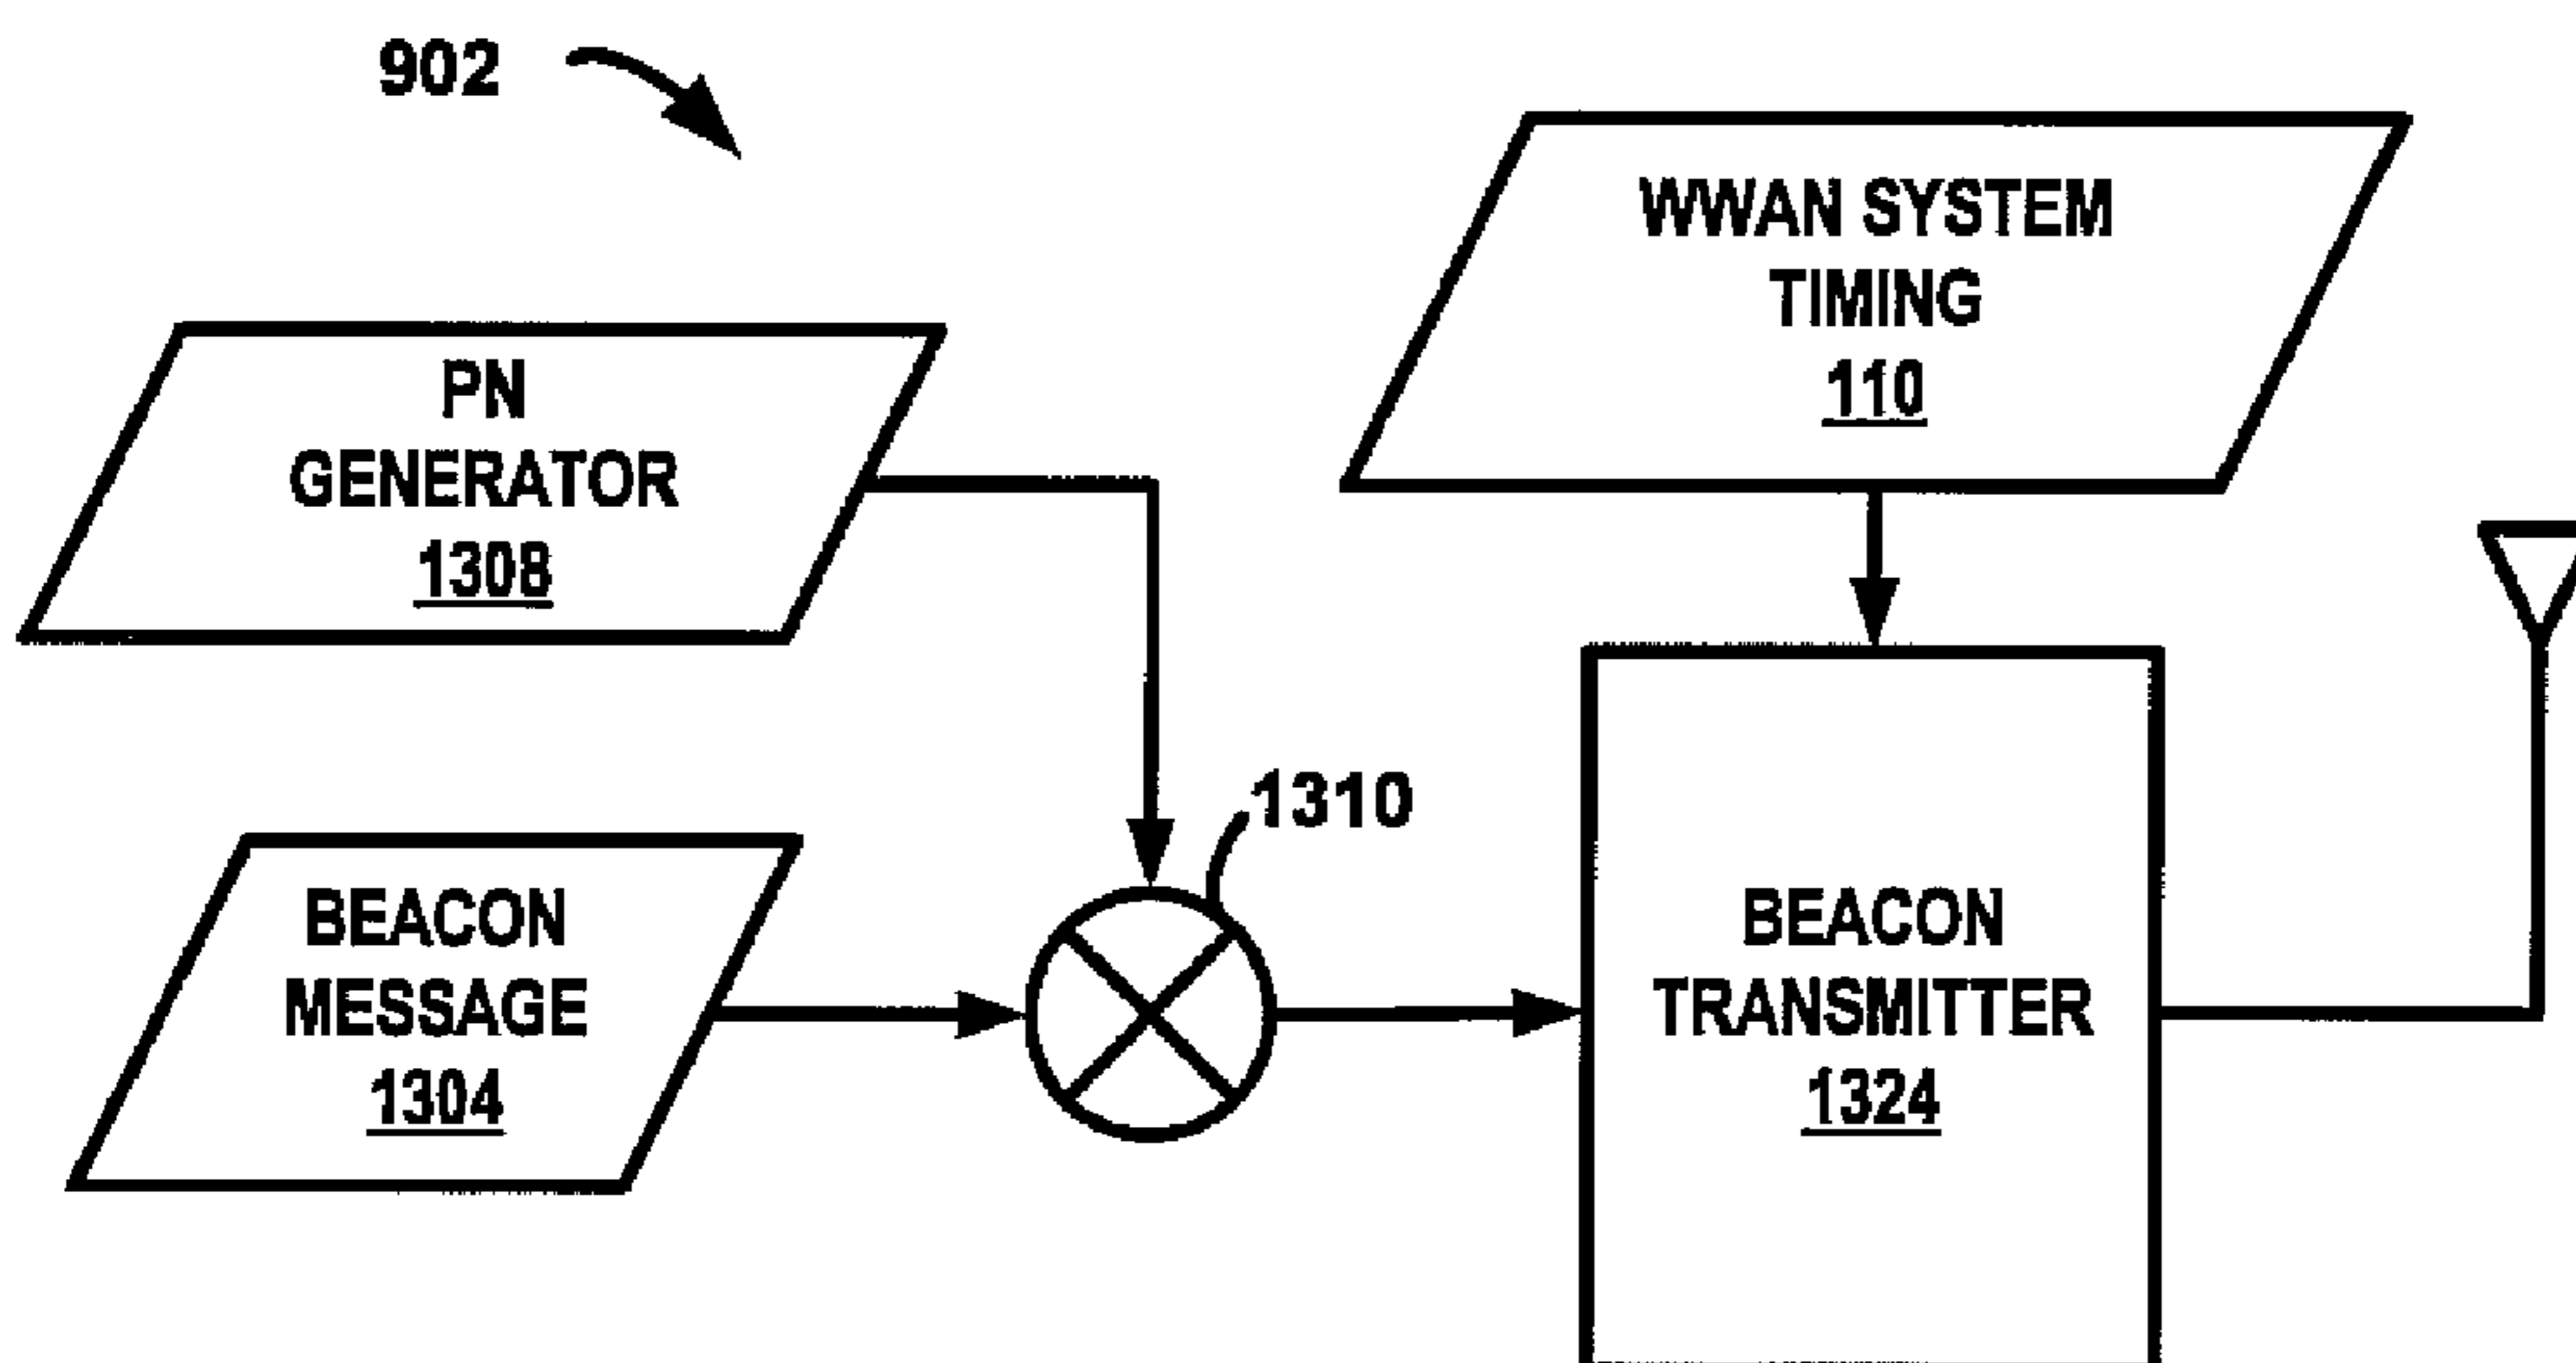 902
WWAN SYSTEM
TIMING
110
PN
GENERATOR
1308
1310
BEACON
MESSAGE
1304
BEACON
TRANSMITTER
1324